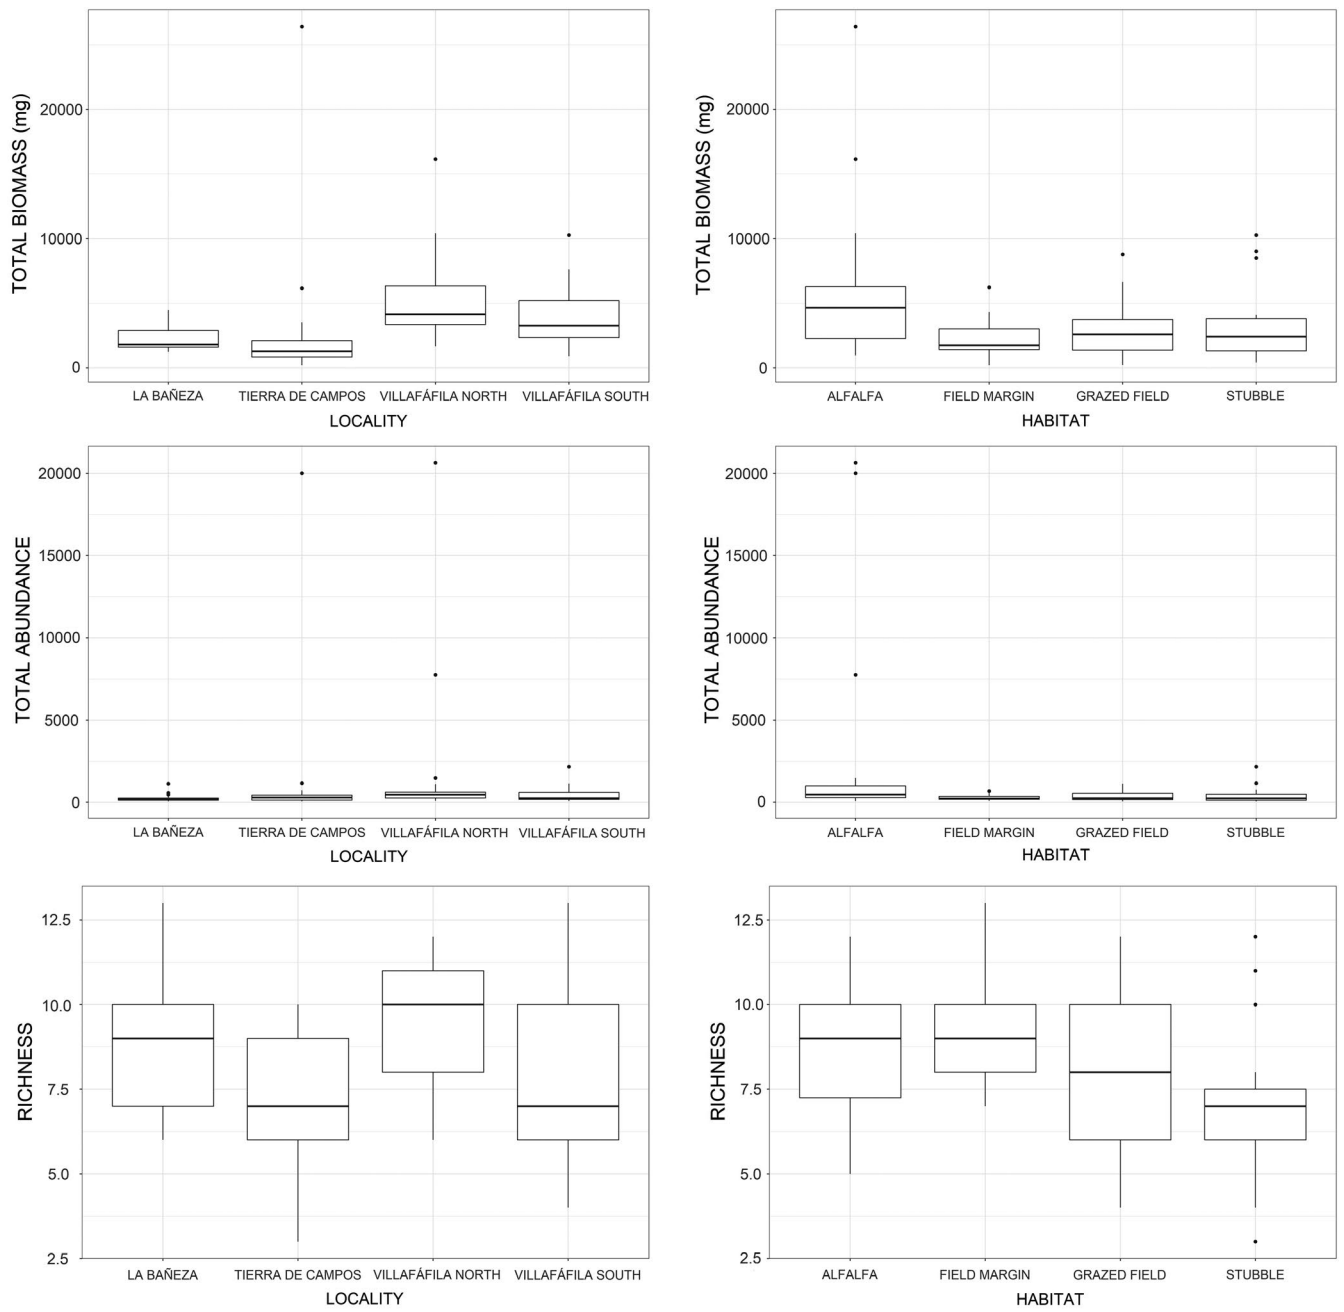 TOTAL BIOMASS (mg)
20000
10000
0
LA BAÑEZA TIERRA DE CAMPOS VILLAFÁFILA NORTH VILLAFÁFILA SOUTH
LOCALITY
TOTAL BIOMASS (mg)
20000
10000
0
ALFALFA FIELD MARGIN GRAZED FIELD STUBBLE
HABITAT
TOTAL ABUNDANCE
20000
15000
10000
5000
0
LA BAÑEZA TIERRA DE CAMPOS VILLAFÁFILA NORTH VILLAFÁFILA SOUTH
LOCALITY
TOTAL ABUNDANCE
20000
15000
10000
5000
0
ALFALFA FIELD MARGIN GRAZED FIELD STUBBLE
HABITAT
RICHNESS
12.5
10.0
7.5
5.0
2.5
LA BAÑEZA TIERRA DE CAMPOS VILLAFÁFILA NORTH VILLAFÁFILA SOUTH
LOCALITY
RICHNESS
12.5
10.0
7.5
5.0
2.5
ALFALFA FIELD MARGIN GRAZED FIELD STUBBLE
HABITAT